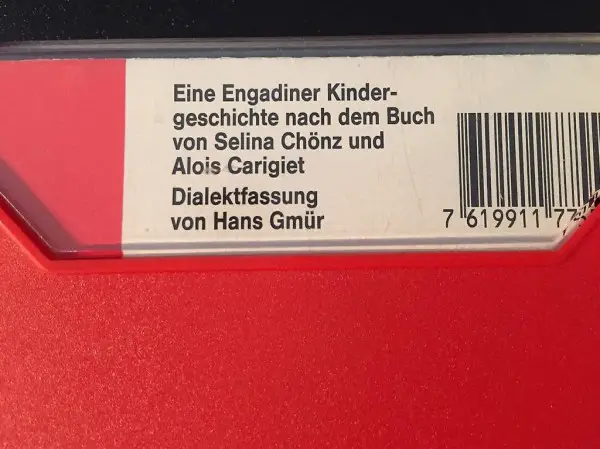 Eine Engadiner Kinder-
geschichte nach dem Buch
von Selina Chönz und
Alois Carigiet
Dialektfassung
von Hans Gmür
7 619911 77